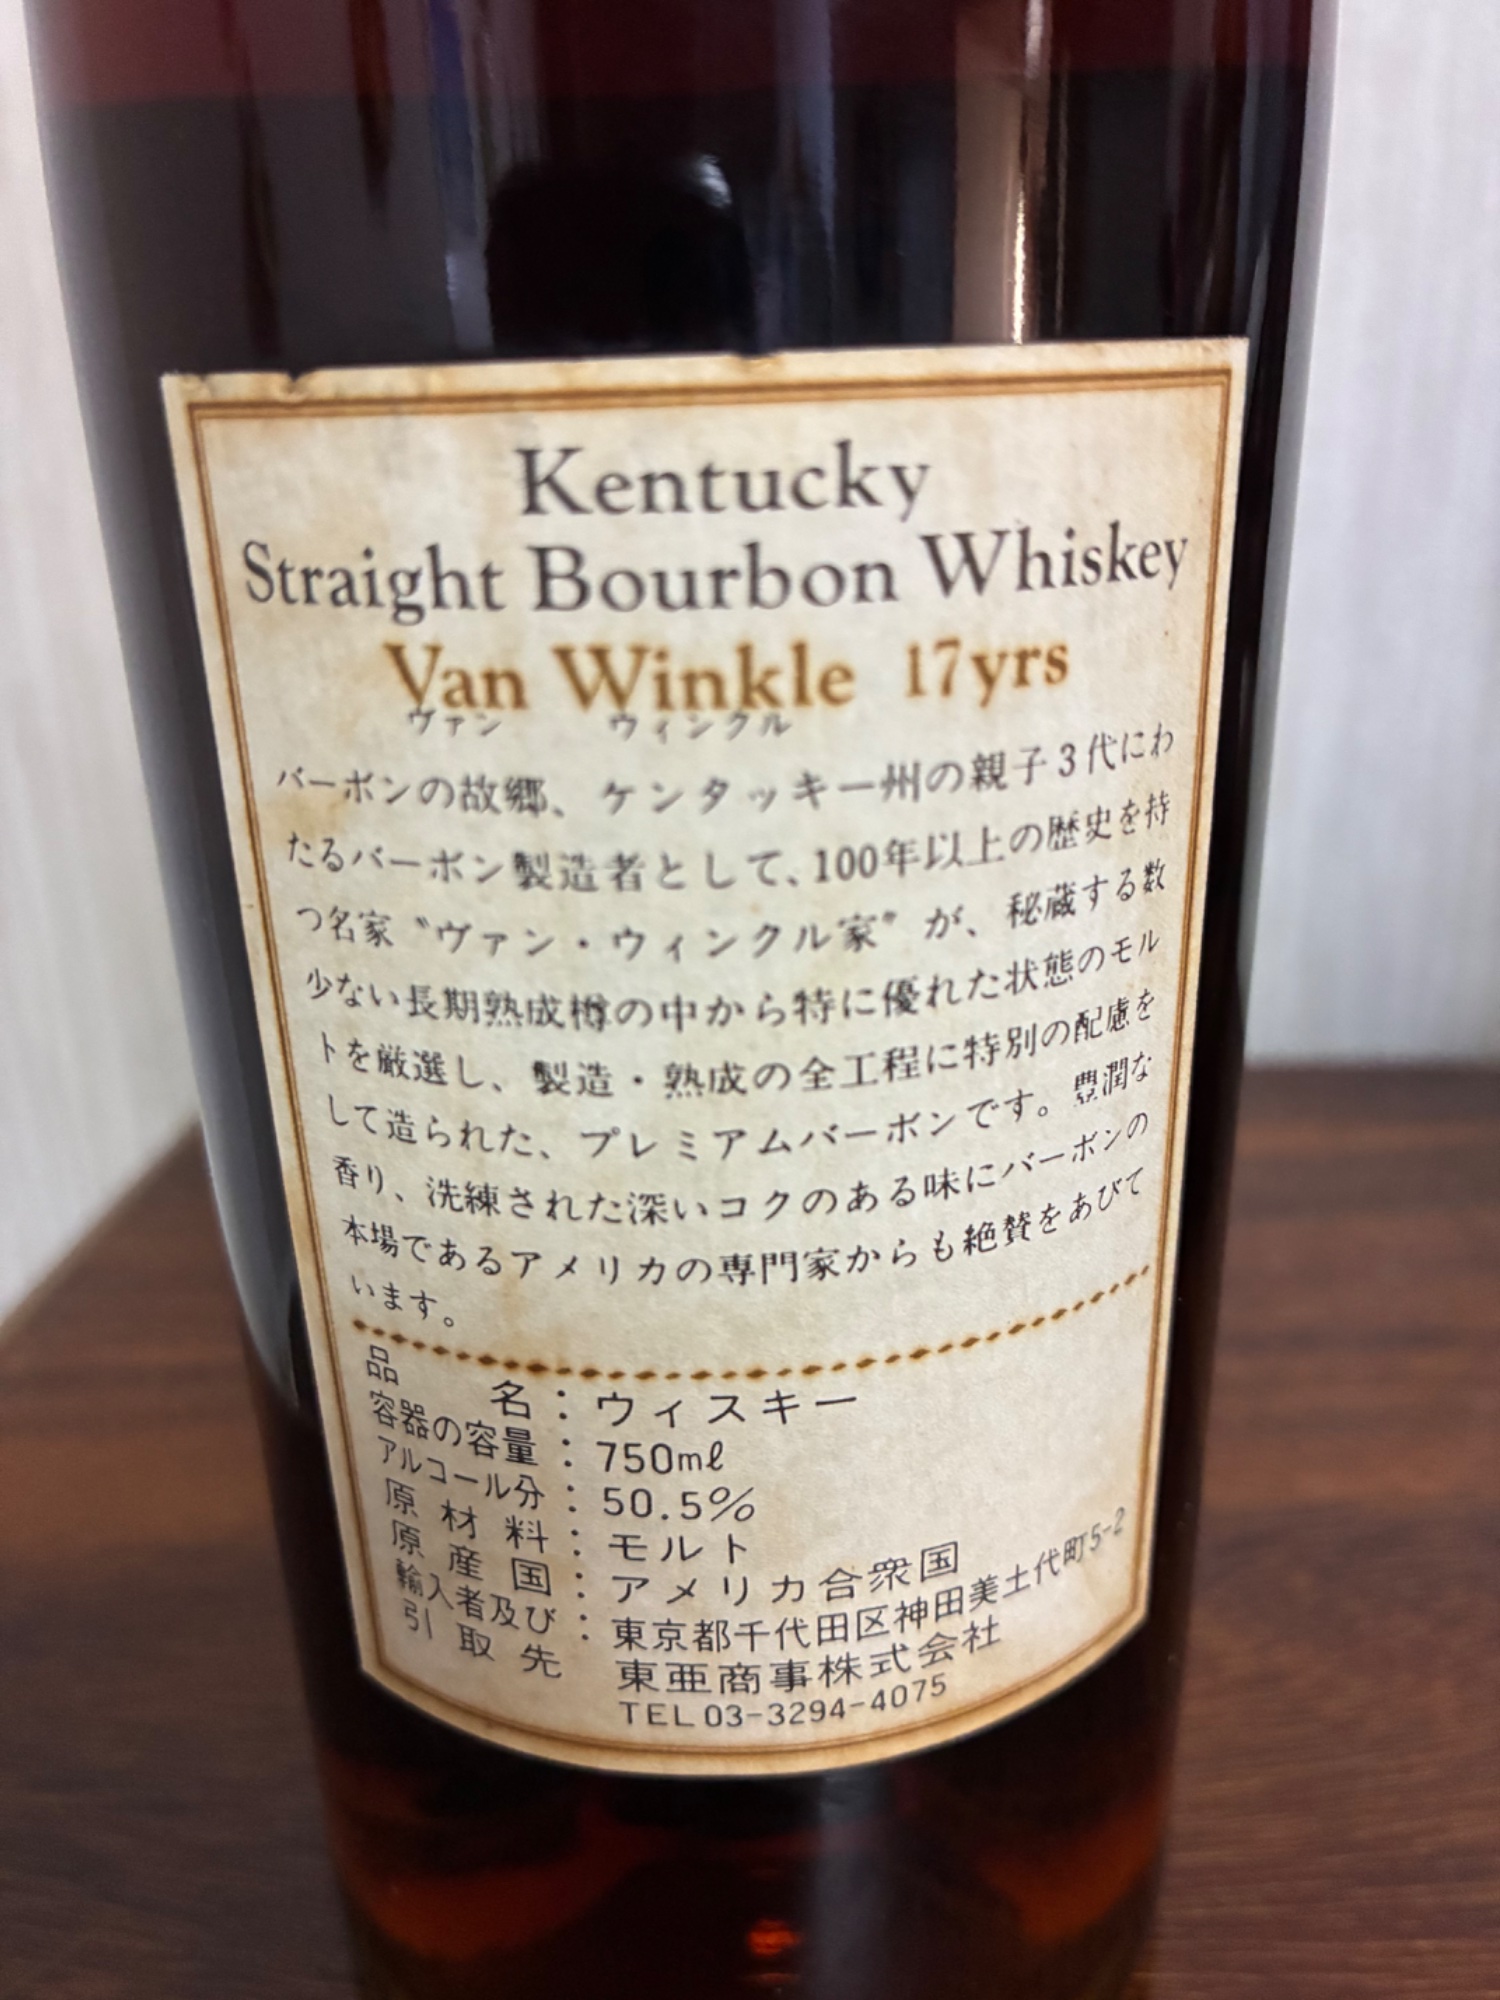 Kentucky
Straight Bourbon Whiskey
Van Winkle 17yrs
ヴァン ウィンクル
バーボンの故郷、ケンタッキー州の親子3代にわ
たるバーボン製造者として、100年以上の歴史を持
つ名家〝ヴァン・ウィンクル家〞が、秘蔵する数
少ない長期熟成樽の中から特に優れた状態のモル
トを厳選し、製造・熟成の全工程に特別の配慮を
して造られた、プレミアムバーボンです。豊潤な
香り、洗練された深いコクのある味にバーボンの
本場であるアメリカの専門家からも絶賛をあびて
います。
品名:ウィスキー
容器の容量:750mℓ
アルコール分:50.5%
原材料:モルト
原産国:アメリカ合衆国
輸入者及び:東京都千代田区神田美土代町5-2
引取先 東亜商事株式会社
TEL 03-3294-4075